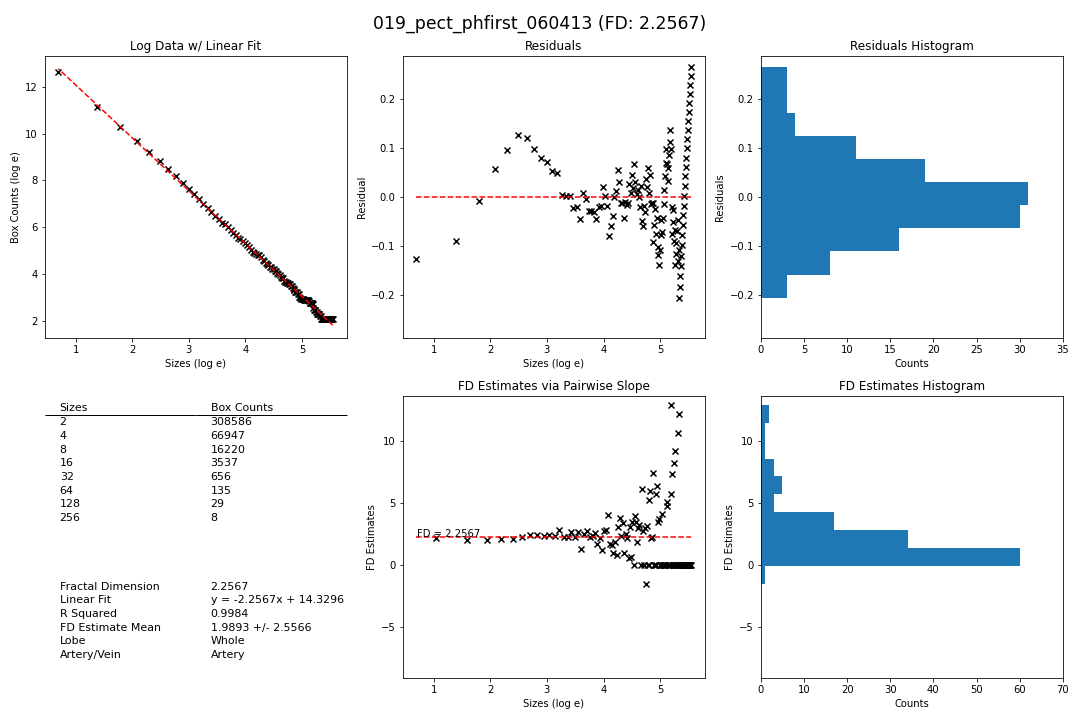 019_pect_phfirst_060413 (FD: 2.2567)
Log Data w/ Linear Fit
Box Counts (log e)
12
10
8
6
4
2
1 2 3 4 5
Sizes (log e)
Residuals
Residual
0.2
0.1
0.0
−0.1
−0.2
1 2 3 4 5
Sizes (log e)
Residuals Histogram
Residuals
0.2
0.1
0.0
−0.1
−0.2
0 5 10 15 20 25 30 35
Counts
Sizes Box Counts
2 308586
4 66947
8 16220
16 3537
32 656
64 135
128 29
256 8
Fractal Dimension 2.2567
Linear Fit y = -2.2567x + 14.3296
R Squared 0.9984
FD Estimate Mean 1.9893 +/- 2.5566
Lobe Whole
Artery/Vein Artery
FD Estimates via Pairwise Slope
FD Estimates
10
5
0
−5
FD = 2.2567
1 2 3 4 5
Sizes (log e)
FD Estimates Histogram
FD Estimates
10
5
0
−5
0 10 20 30 40 50 60 70
Counts